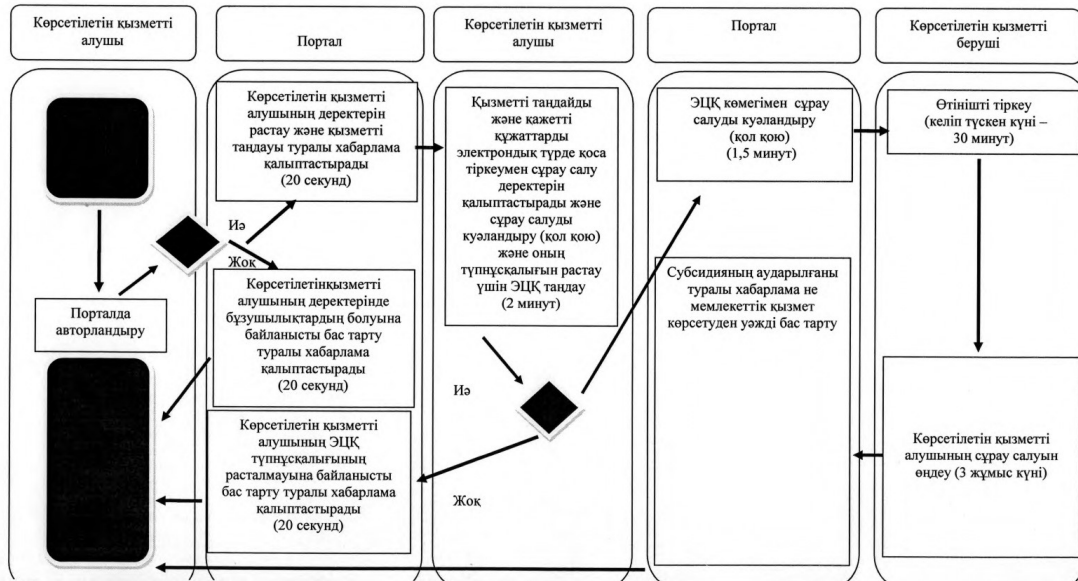 Көрсетілетін қызметті
алушы
Портал
Көрсетілетін қызметті
алушы
Портал
Көрсетілетін қызметті
беруші
Порталда
авторландыру
Көрсетілетін қызметті
алушының деректерін
растау және қызметті
таңдауы туралы хабарлама
қалыптастырады
(20 секунд)
Иә
Жоқ
Көрсетілетінқызметті
алушының деректерінде
бұзушылықтардың болуына
байланысты бас тарту
туралы хабарлама
қалыптастырады
(20 секунд)
Көрсетілетін қызметті
алушының ЭЦҚ
түпнұсқалығының
расталмауына байланысты
бас тарту туралы хабарлама
қалыптастырады
(20 секунд)
Қызметті таңдайды
және қажетті
құжаттарды
электрондық түрде қоса
тіркеумен сұрау салу
деректерін
қалыптастырады және
сұрау салуды
куәландыру (қол қою)
және оның
түпнұсқалығын растау
үшін ЭЦҚ таңдау
(2 минут)
Иә
Жоқ
ЭЦҚ көмегімен сұрау
салуды куәландыру
(қол қою)
(1,5 минут)
Субсидияның аударылғаны
туралы хабарлама не
мемлекеттік қызмет
көрсетуден уәжді бас тарту
Өтінішті тіркеу
(келіп түскен күні –
30 минут)
Көрсетілетін қызметті
алушының сұрау салуын
өңдеу (3 жұмыс күні)